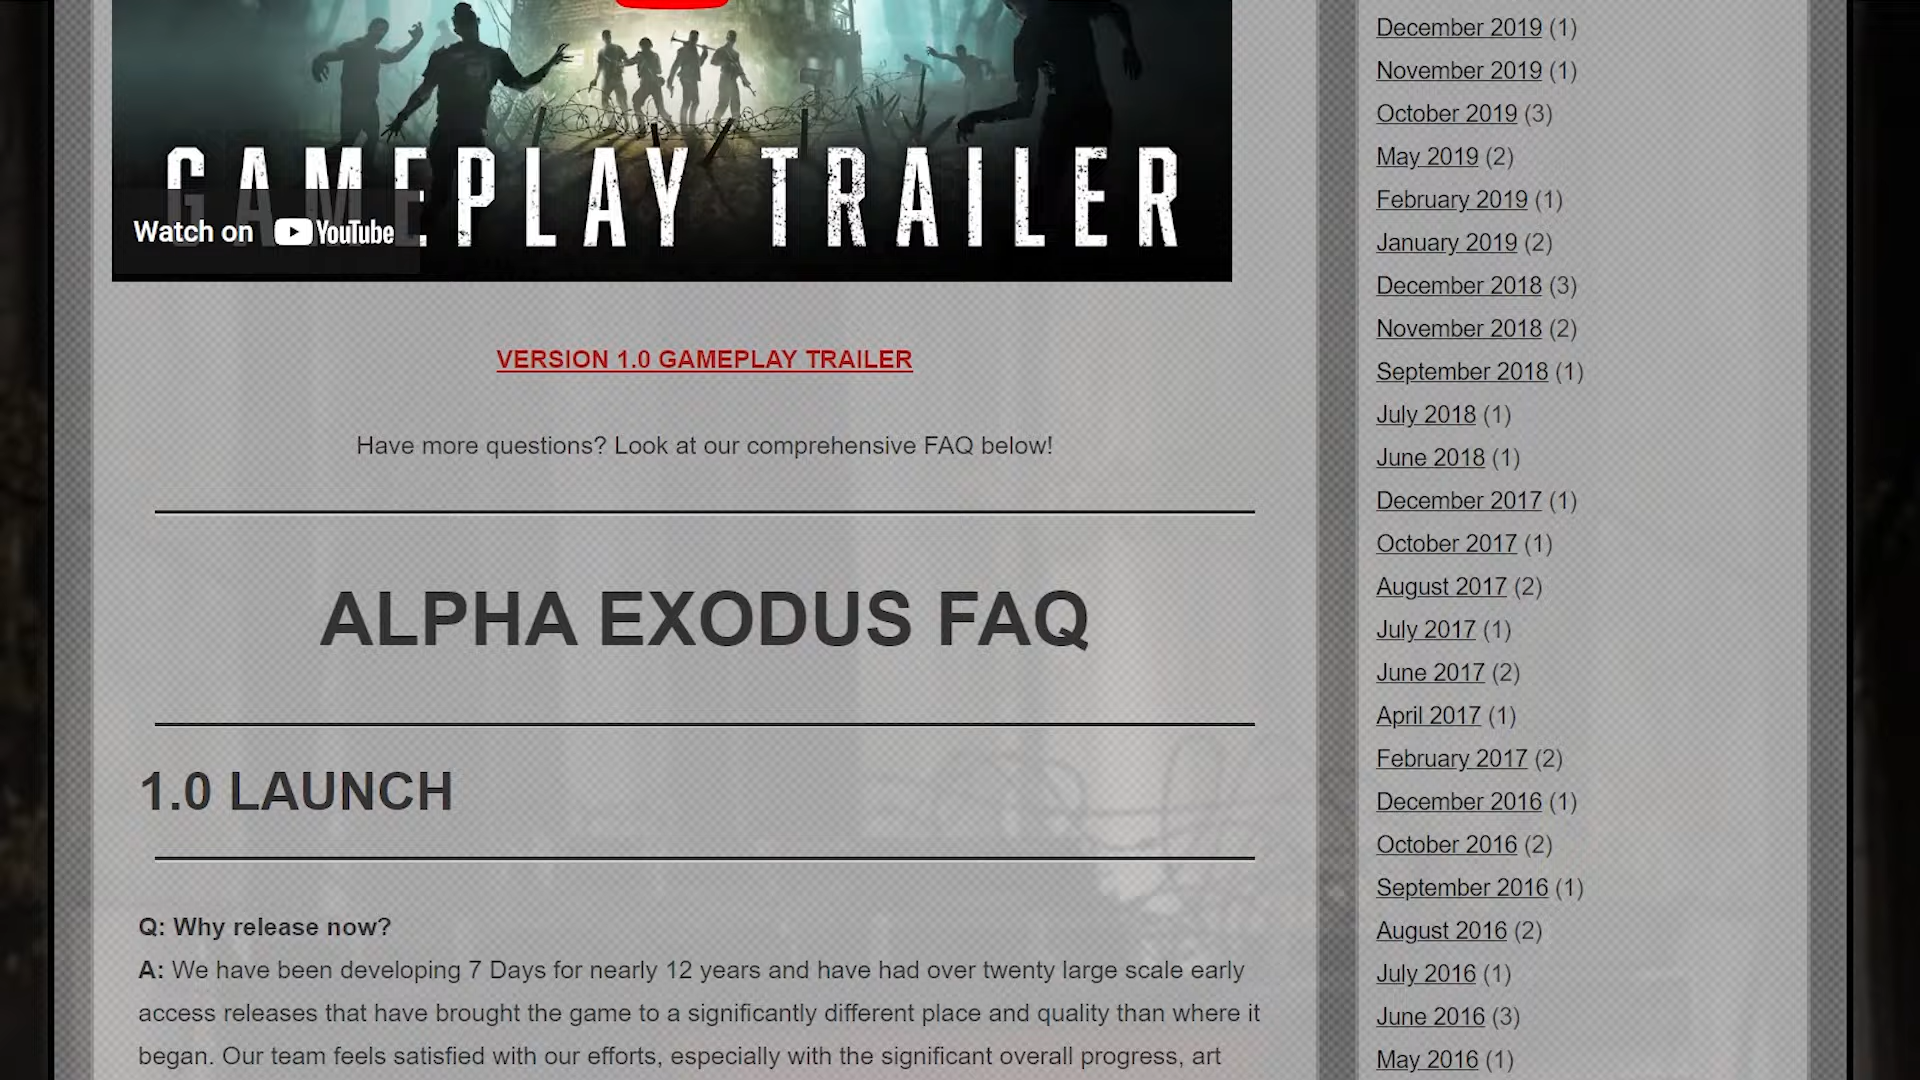 GAMEPLAY TRAILER
Watch on YouTube
VERSION 1.0 GAMEPLAY TRAILER
Have more questions? Look at our comprehensive FAQ below!
ALPHA EXODUS FAQ
1.0 LAUNCH
Q: Why release now?
A: We have been developing 7 Days for nearly 12 years and have had over twenty large scale early
access releases that have brought the game to a significantly different place and quality than where it
began. Our team feels satisfied with our efforts, especially with the significant overall progress, art
December 2019 (1)
November 2019 (1)
October 2019 (3)
May 2019 (2)
February 2019 (1)
January 2019 (2)
December 2018 (3)
November 2018 (2)
September 2018 (1)
July 2018 (1)
June 2018 (1)
December 2017 (1)
October 2017 (1)
August 2017 (2)
July 2017 (1)
June 2017 (2)
April 2017 (1)
February 2017 (2)
December 2016 (1)
October 2016 (2)
September 2016 (1)
August 2016 (2)
July 2016 (1)
June 2016 (3)
May 2016 (1)